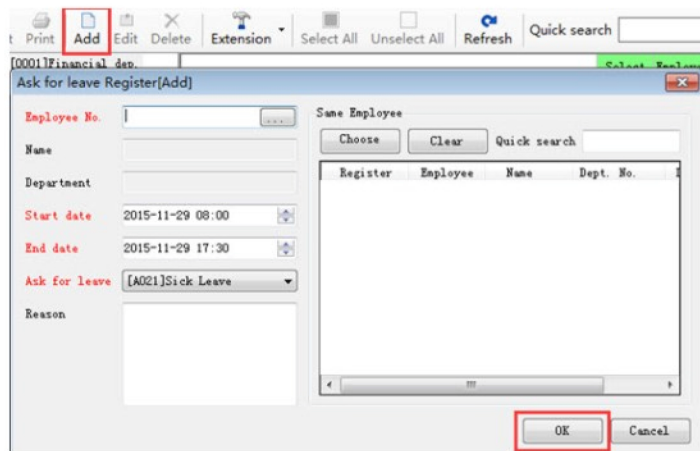 t Print Add Edit Delete Extension Select All Unselect All Refresh Quick search
[0001]Financial dep.
Ask for leave Register[Add]
Employee No. ...
Name
Department
Start date 2015-11-29 08:00
End date 2015-11-29 17:30
Ask for leave [A021]Sick Leave
Reason
Same Employee
Choose Clear Quick search
Register Employee Name Dept. No.
OK Cancel